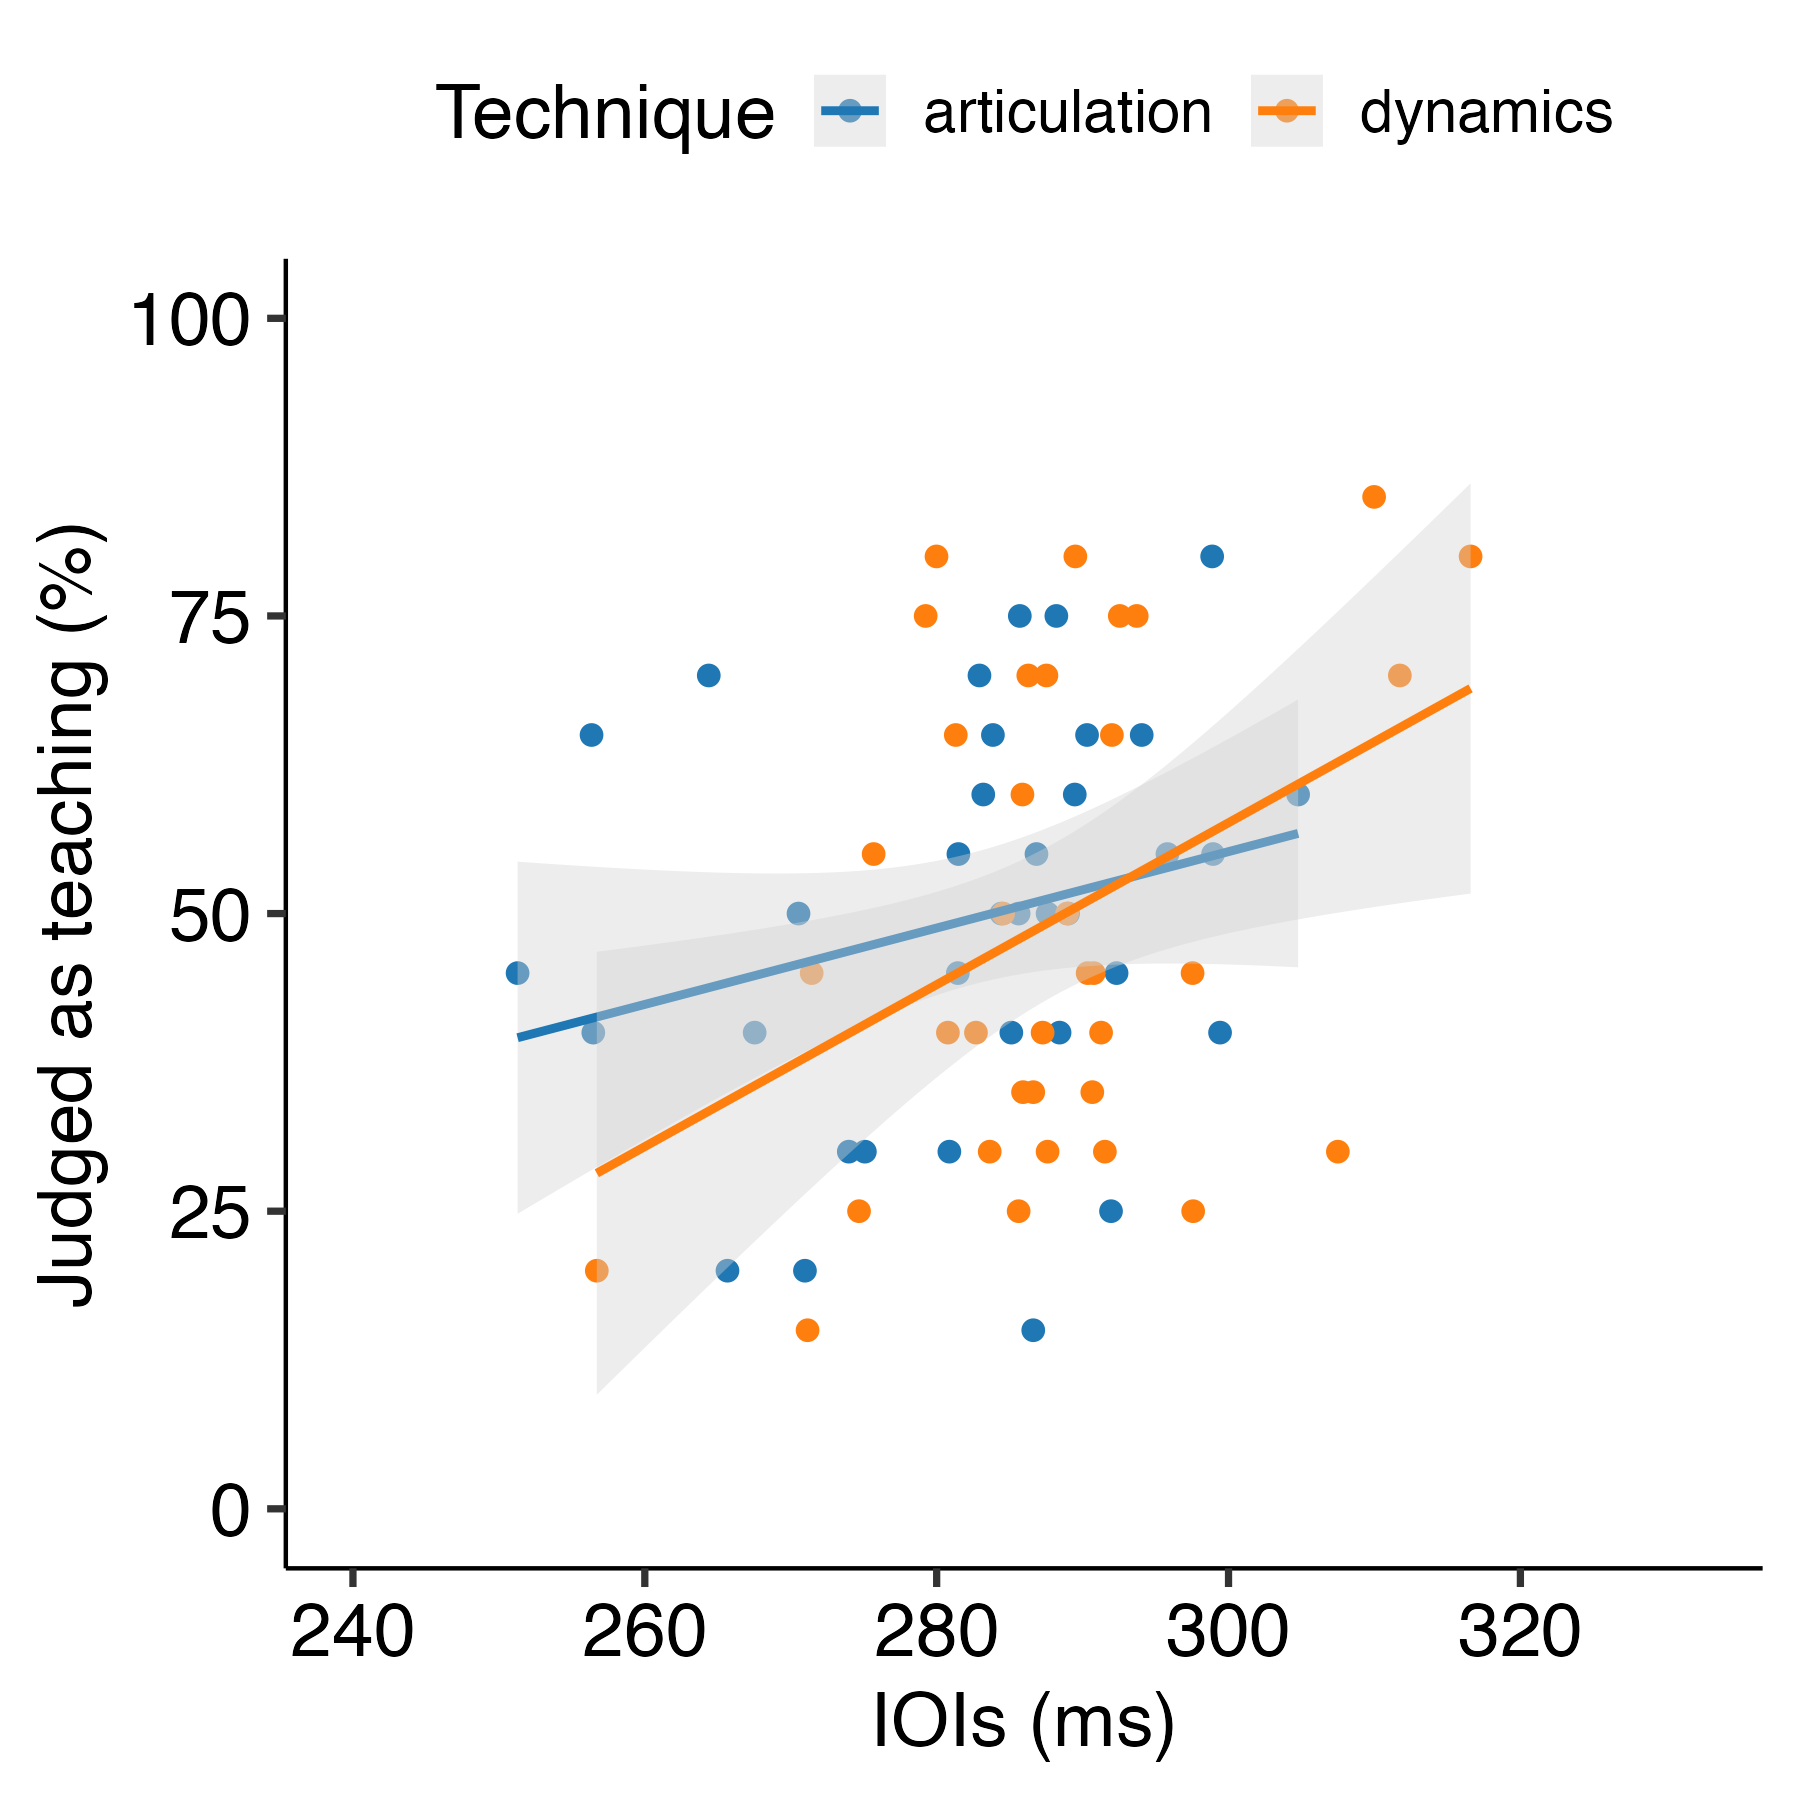 Technique articulation dynamics
100
75
50
25
0
Judged as teaching (%)
240 260 280 300 320
IOIs (ms)